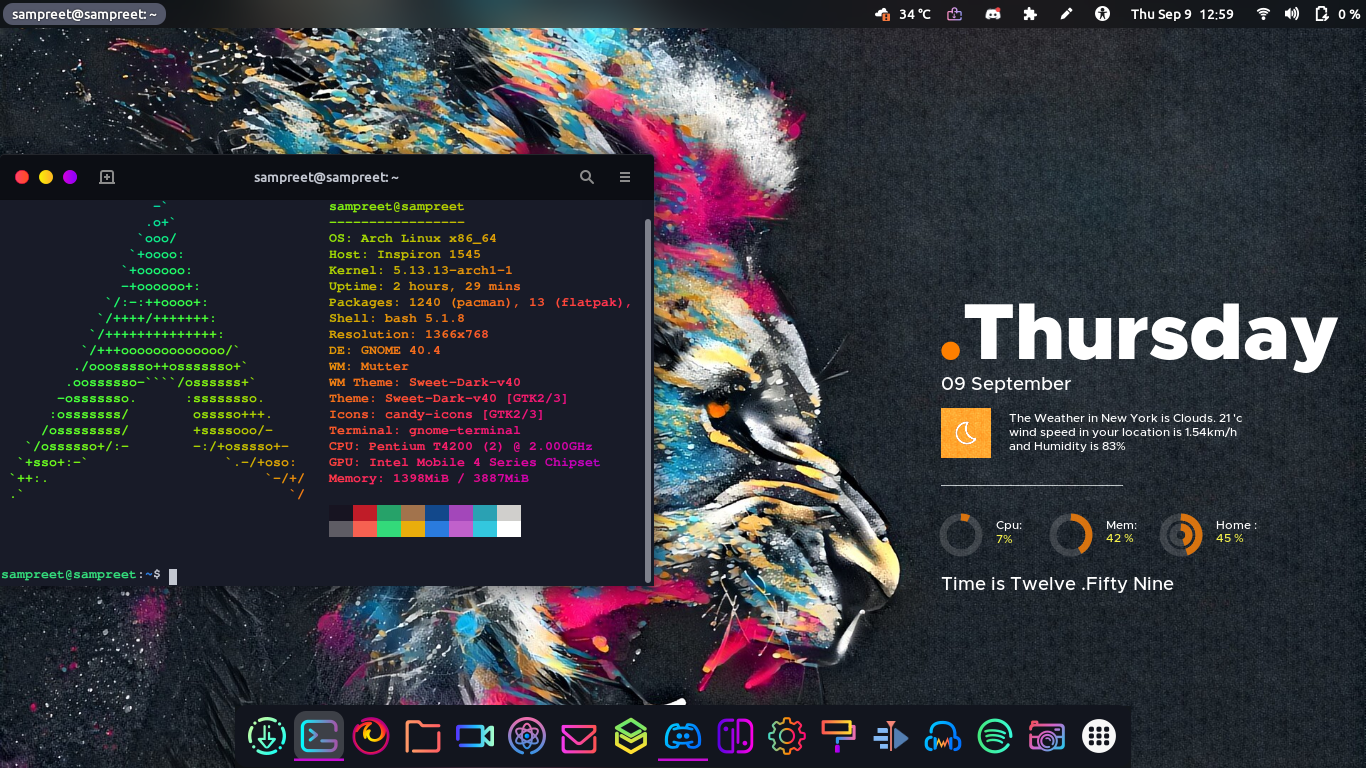 sampreet@sampreet: ~
34 °C
Thu Sep 9 12:59
0 %
sampreet@sampreet: ~
-`
.o+`
`ooo/
`+oooo:
`+oooooo:
-+oooooo+:
`/:-:++oooo+:
`/++++/+++++++:
`/++++++++++++++:
`/+++ooooooooooooo/`
./ooosssso++osssssso+`
.oossssso-````/ossssss+`
-osssssso.      :ssssssso.
:osssssss/        osssso+++.
/ossssssss/        +ssssooo/-
`/ossssso+/:-        -:/+osssso+-
`+sso+:-`                 `.-/+oso:
`++:.                           `-/+/
.`                                 `/
sampreet@sampreet
-----------------
OS: Arch Linux x86_64
Host: Inspiron 1545
Kernel: 5.13.13-arch1-1
Uptime: 2 hours, 29 mins
Packages: 1240 (pacman), 13 (flatpak),
Shell: bash 5.1.8
Resolution: 1366x768
DE: GNOME 40.4
WM: Mutter
WM Theme: Sweet-Dark-v40
Theme: Sweet-Dark-v40 [GTK2/3]
Icons: candy-icons [GTK2/3]
Terminal: gnome-terminal
CPU: Pentium T4200 (2) @ 2.000GHz
GPU: Intel Mobile 4 Series Chipset
Memory: 1398MiB / 3887MiB
sampreet@sampreet:~$
.Thursday
09 September
The Weather in New York is Clouds. 21 °c
wind speed in your location is 1.54km/h
and Humidity is 83%
Cpu:
7%
Mem:
42 %
Home :
45 %
Time is Twelve .Fifty Nine